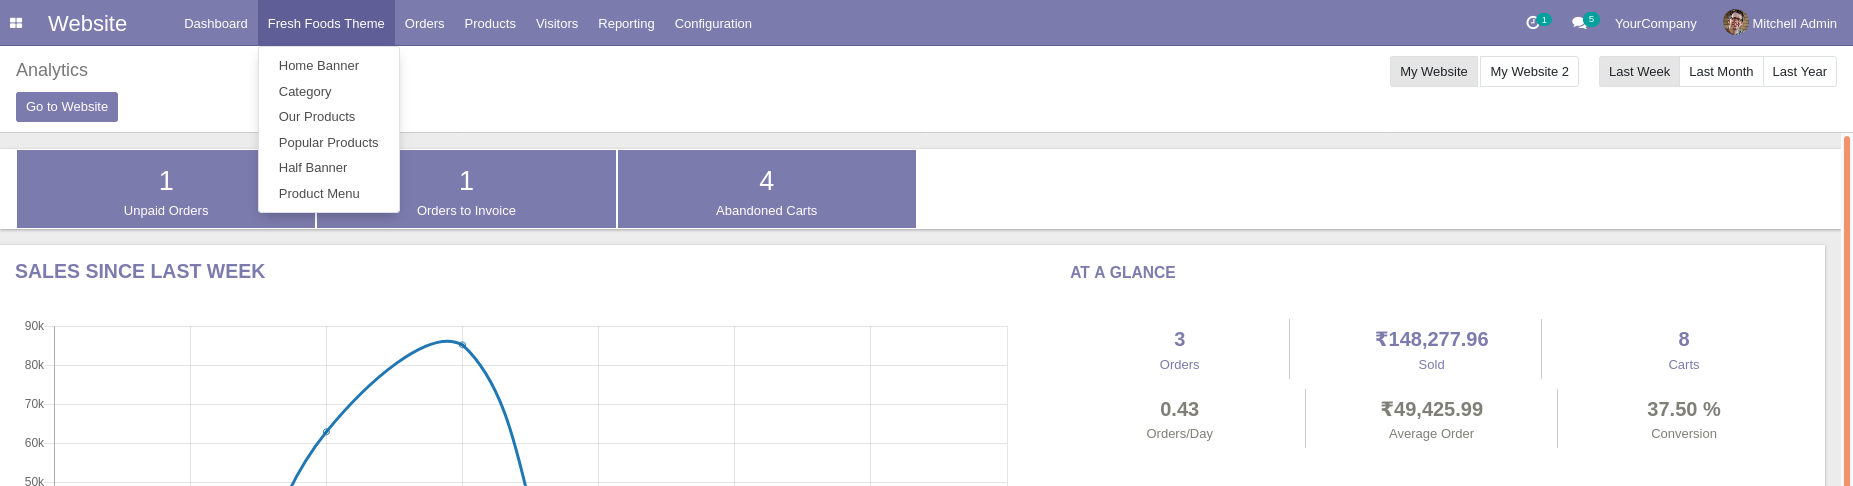 Website Dashboard Fresh Foods Theme Orders Products Visitors Reporting Configuration 1 5 YourCompany Mitchell Admin
Home Banner
Category
Our Products
Popular Products
Half Banner
Product Menu
Analytics
My Website My Website 2 Last Week Last Month Last Year
Go to Website
1
Unpaid Orders
1
Orders to Invoice
4
Abandoned Carts
SALES SINCE LAST WEEK
90k
80k
70k
60k
50k
AT A GLANCE
3
Orders
₹148,277.96
Sold
8
Carts
0.43
Orders/Day
₹49,425.99
Average Order
37.50 %
Conversion